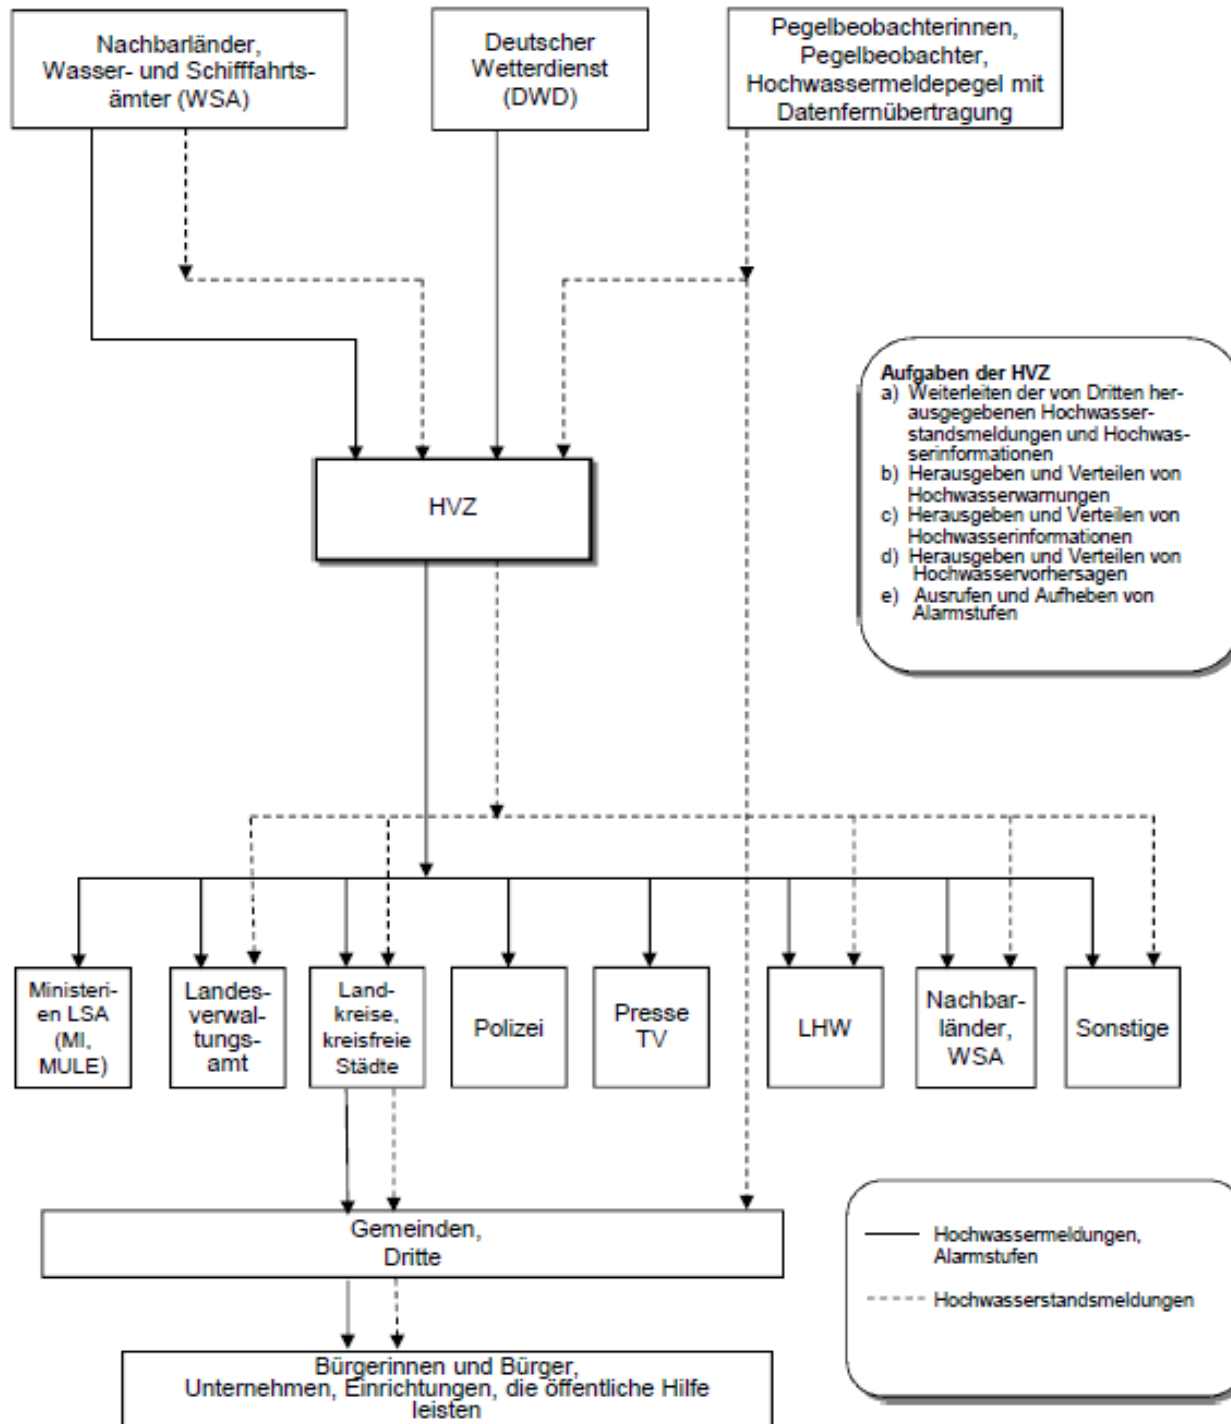 Nachbarländer,
Wasser- und Schifffahrts-
ämter (WSA)
Deutscher
Wetterdienst
(DWD)
Pegelbeobachterinnen,
Pegelbeobachter,
Hochwassermeldepegel mit
Datenfernübertragung
Aufgaben der HVZ
a) Weiterleiten der von Dritten her-
ausgegebenen Hochwasser-
standsmeldungen und Hochwas-
serinformationen
b) Herausgeben und Verteilen von
Hochwasserwarnungen
c) Herausgeben und Verteilen von
Hochwasserinformationen
d) Herausgeben und Verteilen von
Hochwasservorhersagen
e) Ausrufen und Aufheben von
Alarmstufen
HVZ
Ministeri-
en LSA
(MI,
MULE)
Landes-
verwal-
tungs-
amt
Land-
kreise,
kreisfreie
Städte
Polizei
Presse
TV
LHW
Nachbar-
länder,
WSA
Sonstige
Gemeinden,
Dritte
Hochwassermeldungen,
Alarmstufen
Hochwasserstandsmeldungen
Bürgerinnen und Bürger,
Unternehmen, Einrichtungen, die öffentliche Hilfe
leisten